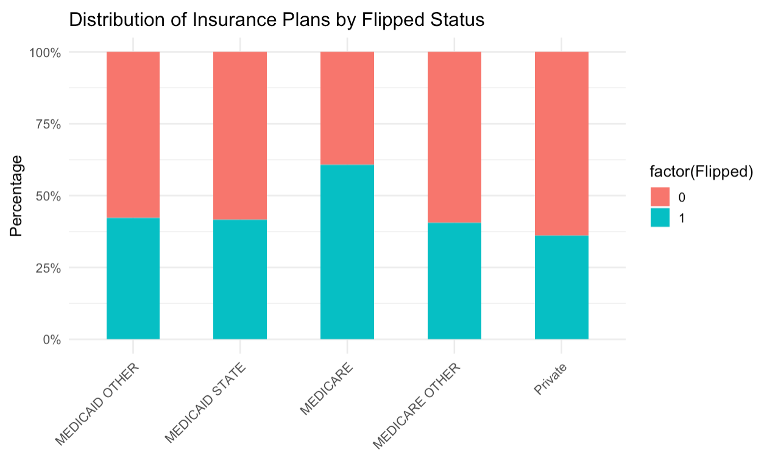 Distribution of Insurance Plans by Flipped Status
100%
75%
50%
25%
0%
Percentage
MEDICAID OTHER
MEDICAID STATE
MEDICARE
MEDICARE OTHER
Private
factor(Flipped)
0
1